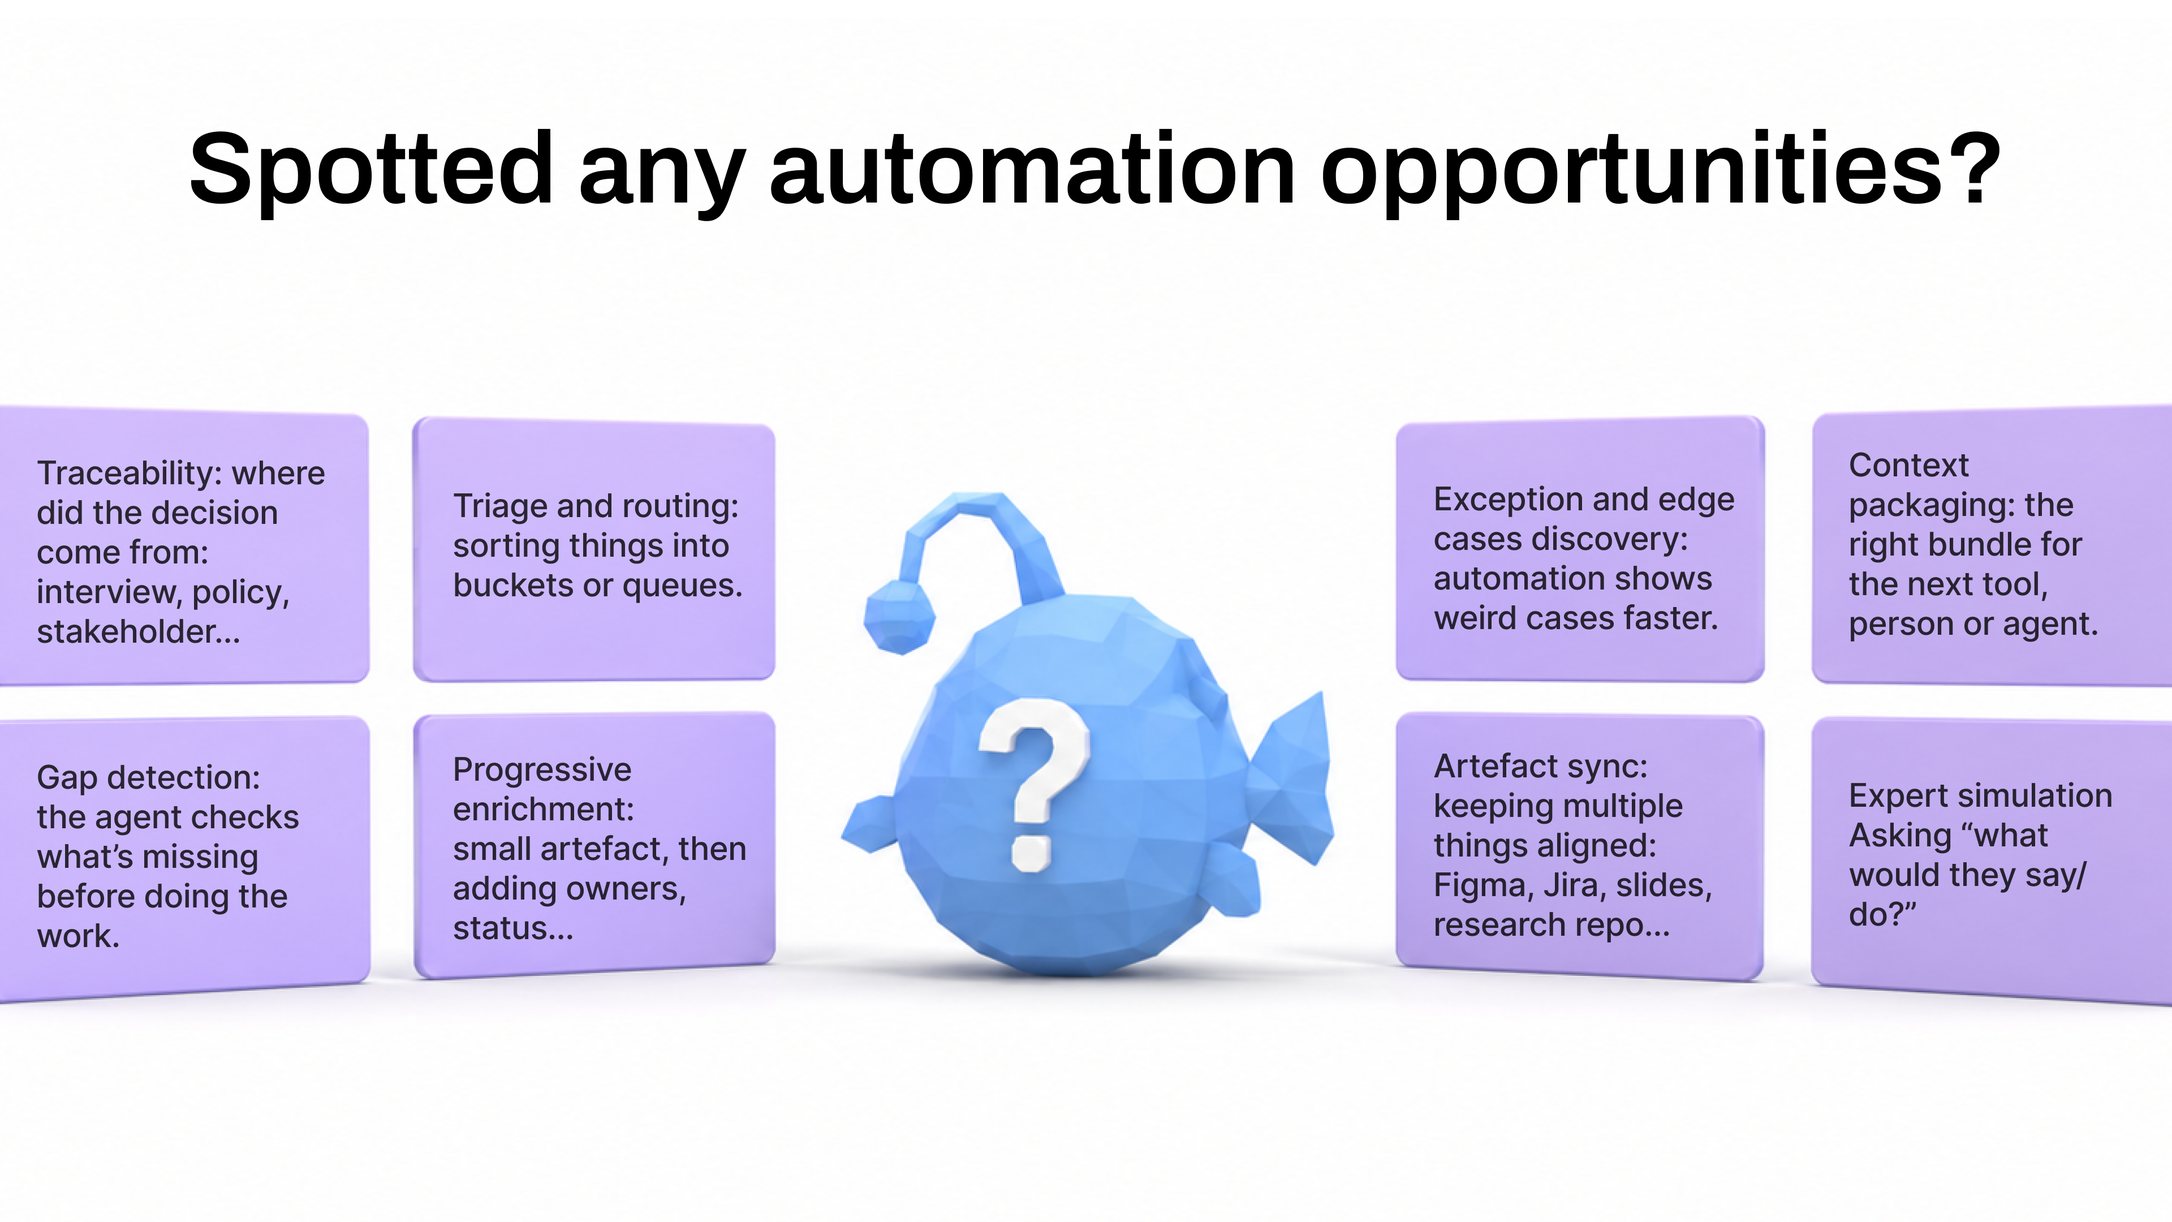 Spotted any automation opportunities?
Traceability: where
did the decision
come from:
interview, policy,
stakeholder...
Triage and routing:
sorting things into
buckets or queues.
Exception and edge
cases discovery:
automation shows
weird cases faster.
Context
packaging: the
right bundle for
the next tool,
person or agent.
Gap detection:
the agent checks
what’s missing
before doing the
work.
Progressive
enrichment:
small artefact, then
adding owners,
status...
?
Artefact sync:
keeping multiple
things aligned:
Figma, Jira, slides,
research repo...
Expert simulation
Asking “what
would they say/
do?”